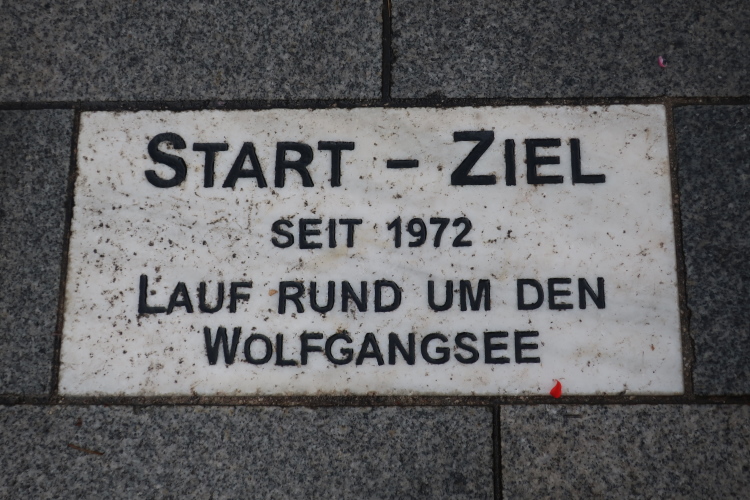 START – ZIEL
SEIT 1972
LAUF RUND UM DEN
WOLFGANGSEE